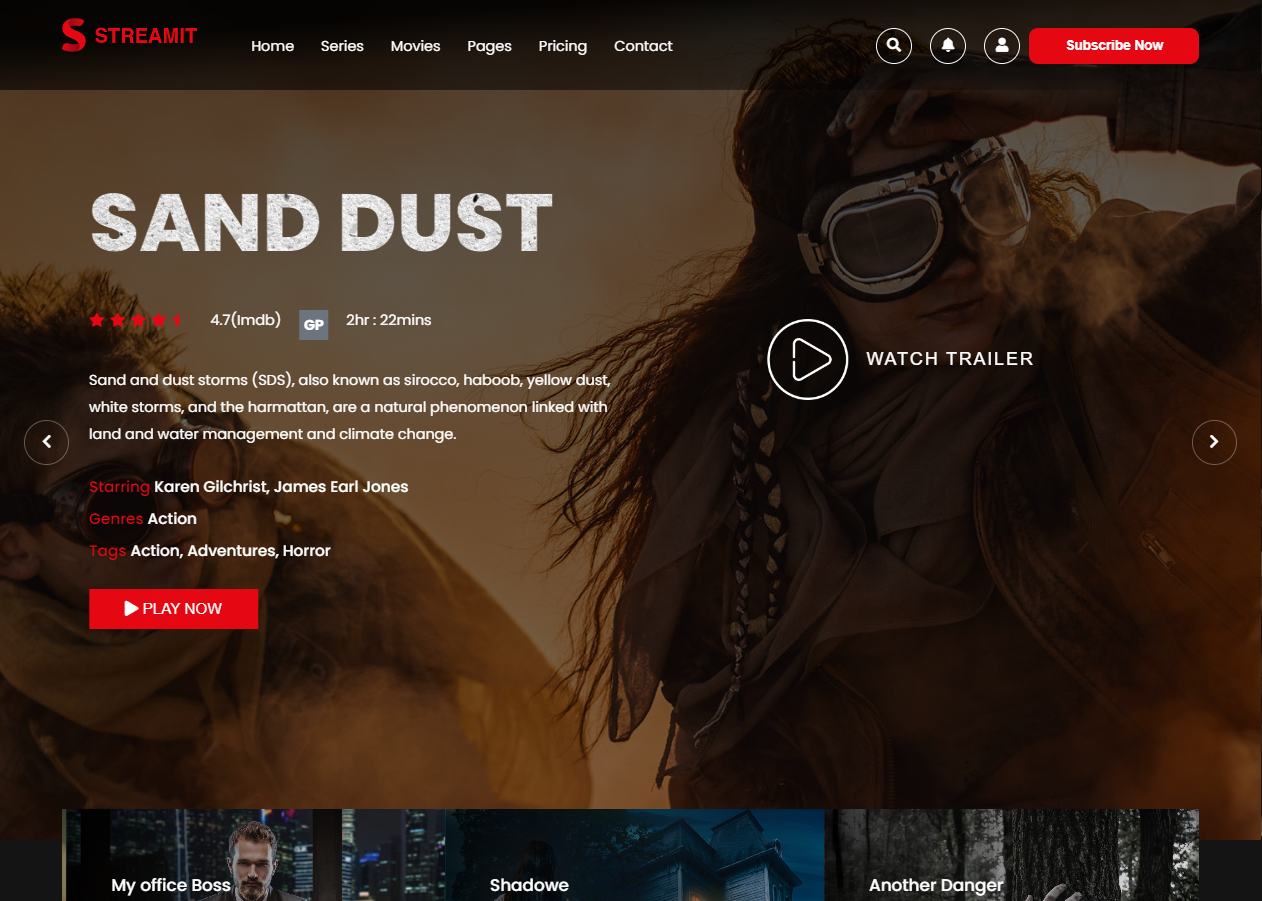 STREAMIT
Home Series Movies Pages Pricing Contact
Subscribe Now
SAND DUST
4.7(Imdb) GP 2hr : 22mins
WATCH TRAILER
Sand and dust storms (SDS), also known as sirocco, haboob, yellow dust,
white storms, and the harmattan, are a natural phenomenon linked with
land and water management and climate change.
Starring Karen Gilchrist, James Earl Jones
Genres Action
Tags Action, Adventures, Horror
PLAY NOW
My office Boss
Shadowe
Another Danger